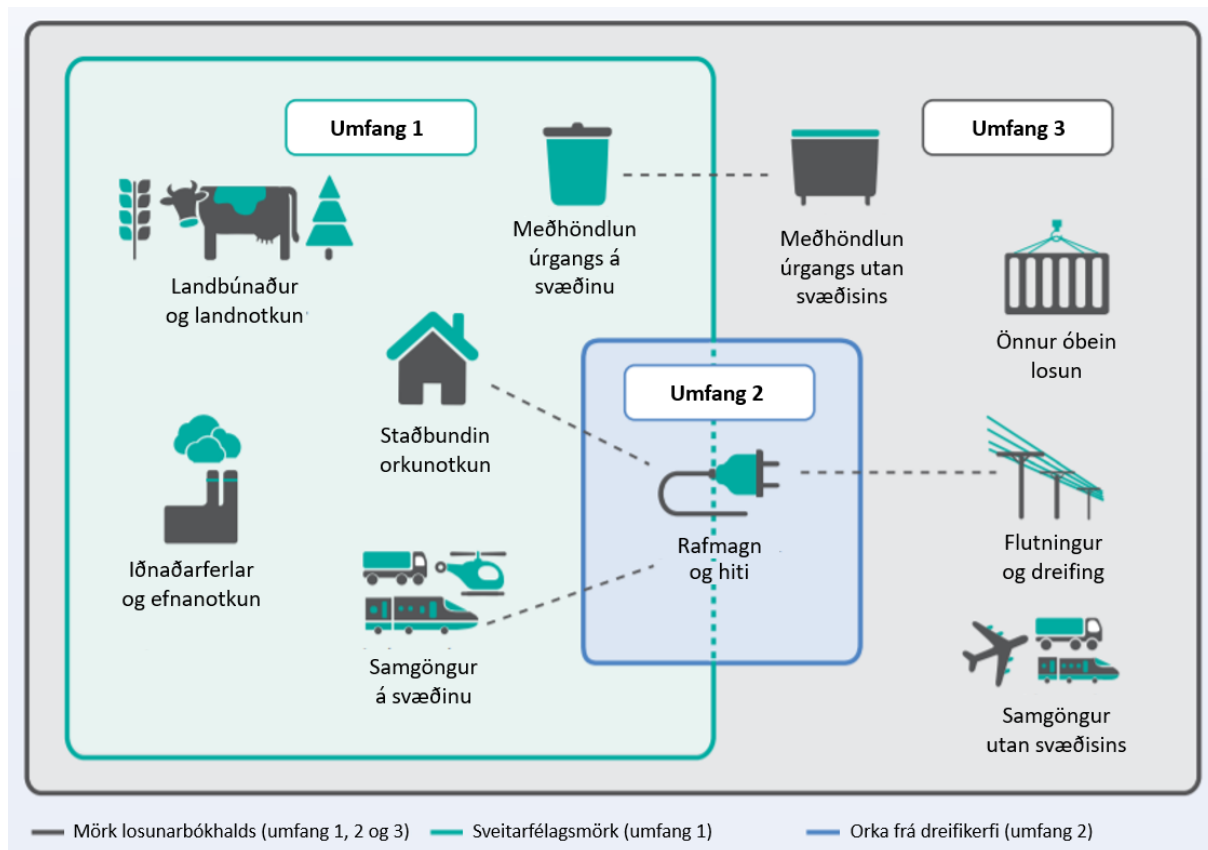 Umfang 1
Umfang 3
Landbúnaður
og landnotkun
Meðhöndlun
úrgangs á
svæðinu
Meðhöndlun
úrgangs utan
svæðisins
Önnur óbein
losun
Umfang 2
Staðbundin
orkunotkun
Rafmagn
og hiti
Flutningur
og dreifing
Iðnaðarferlar
og efnanotkun
Samgöngur
á svæðinu
Samgöngur
utan svæðisins
Mörk losunarbókhalds (umfang 1, 2 og 3)
Sveitarfélagsmörk (umfang 1)
Orka frá dreifikerfi (umfang 2)